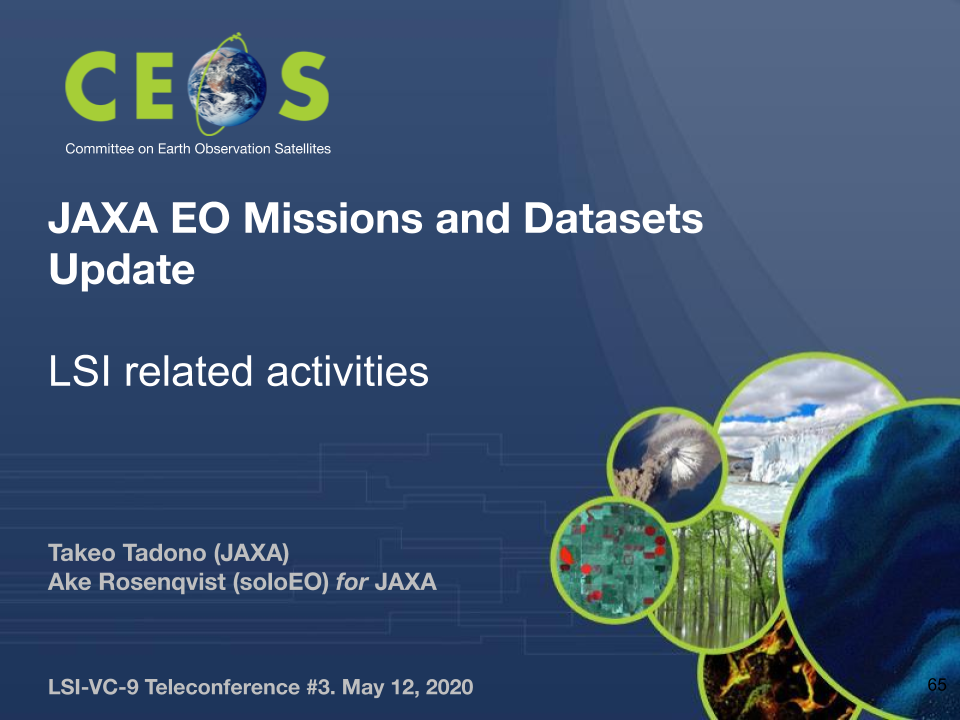 CEOS
Committee on Earth Observation Satellites
JAXA EO Missions and Datasets
Update
LSI related activities
Takeo Tadono (JAXA)
Ake Rosenqvist (soloEO) for JAXA
LSI-VC-9 Teleconference #3. May 12, 2020
65